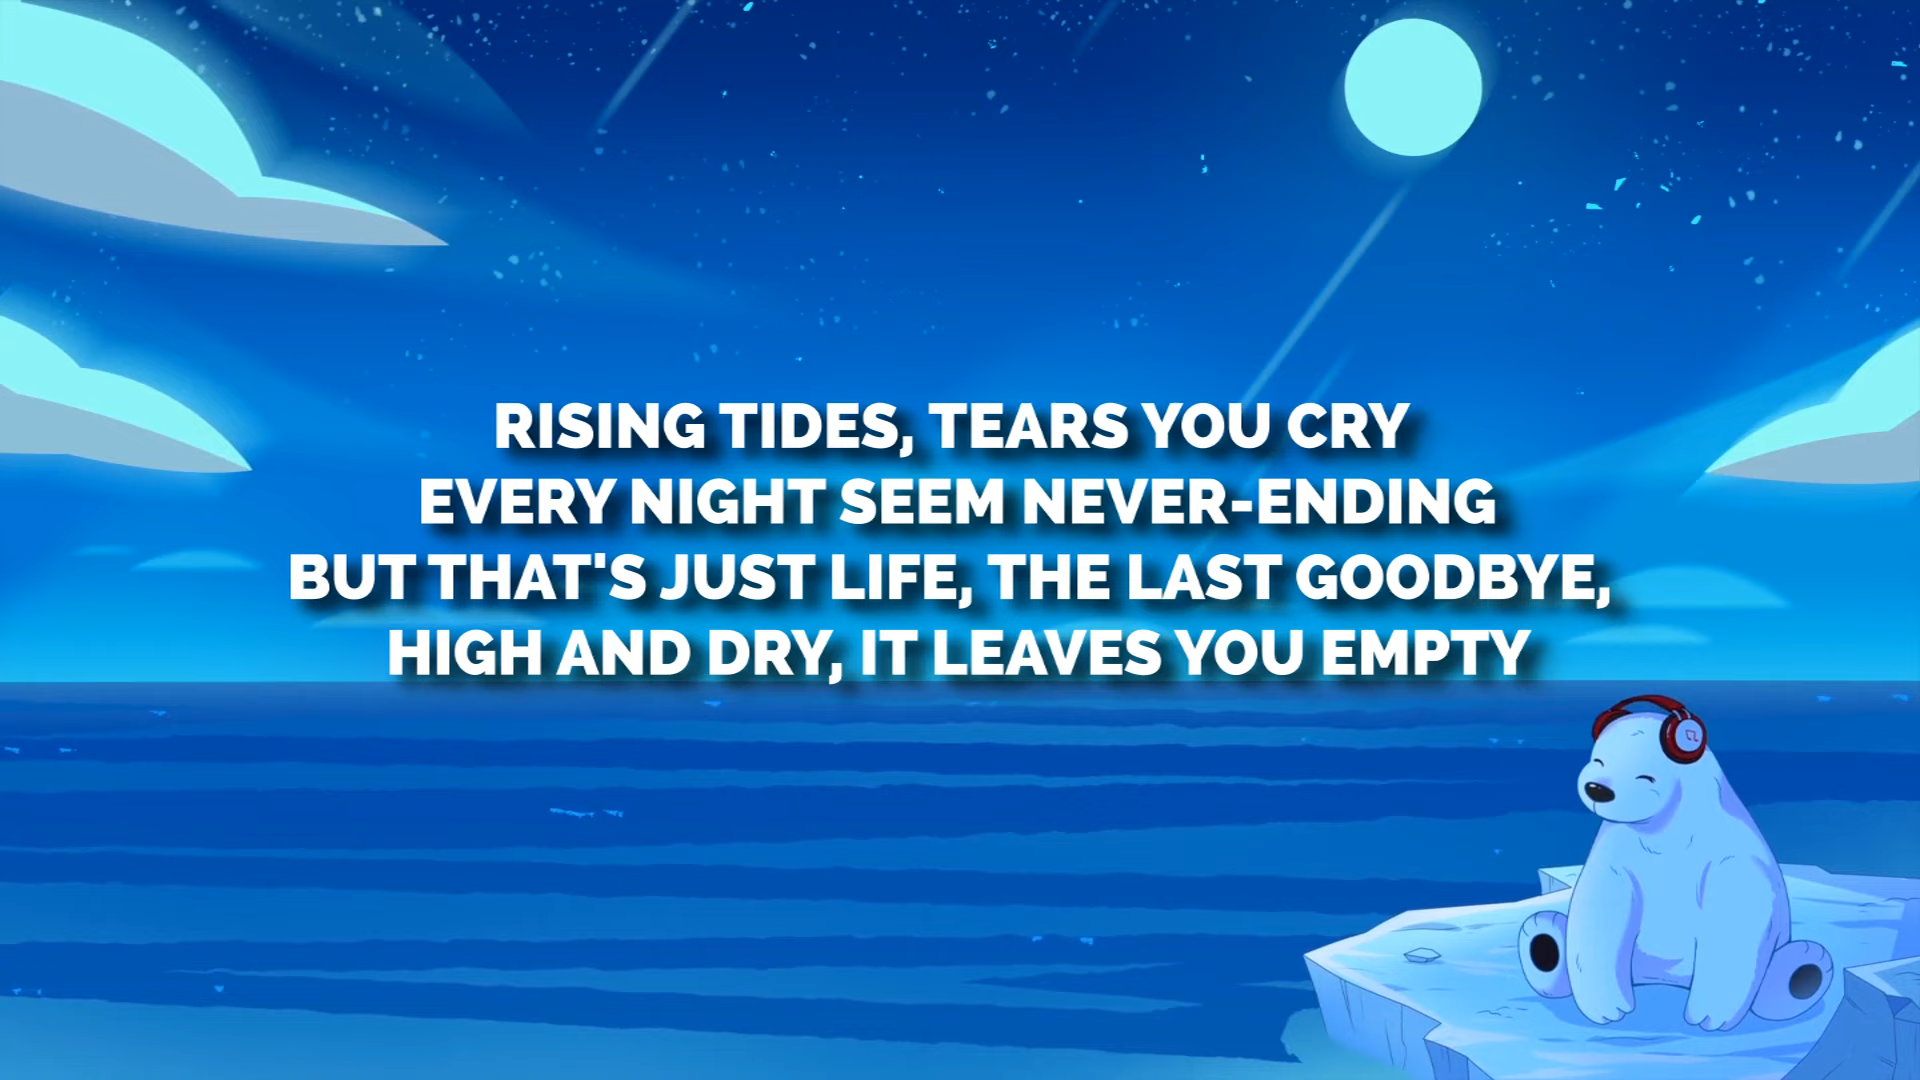 RISING TIDES, TEARS YOU CRY
EVERY NIGHT SEEM NEVER-ENDING
BUT THAT'S JUST LIFE, THE LAST GOODBYE,
HIGH AND DRY, IT LEAVES YOU EMPTY